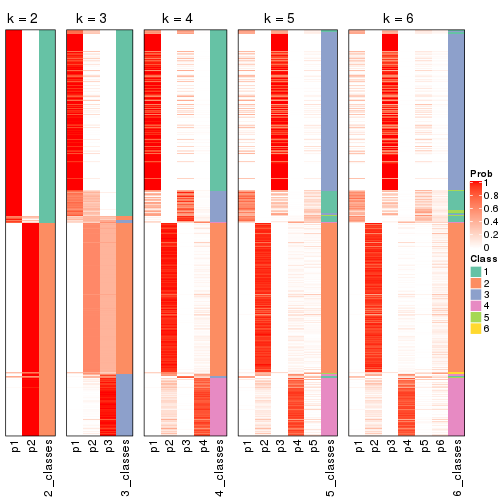 k = 2
k = 3
k = 4
k = 5
k = 6
p1
p2
2_classes
p1
p2
p3
3_classes
p1
p2
p3
p4
4_classes
p1
p2
p3
p4
p5
5_classes
p1
p2
p3
p4
p5
p6
6_classes
Prob
1
0.8
0.6
0.4
0.2
0
Class
1
2
3
4
5
6